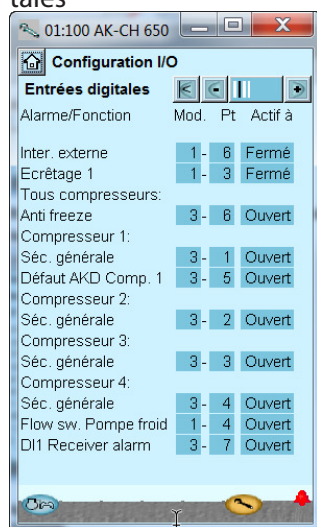 tales
01:100 AK-CH 650
Configuration I/O
Entrées digitales
Alarme/Fonction Mod. Pt Actif à
Inter. externe 1 - 6 Fermé
Ecrêtage 1 1 - 3 Fermé
Tous compresseurs:
Anti freeze 3 - 6 Ouvert
Compresseur 1:
Séc. générale 3 - 1 Ouvert
Défaut AKD Comp. 1 3 - 5 Ouvert
Compresseur 2:
Séc. générale 3 - 2 Ouvert
Compresseur 3:
Séc. générale 3 - 3 Ouvert
Compresseur 4:
Séc. générale 3 - 4 Ouvert
Flow sw. Pompe froid 1 - 4 Ouvert
DI1 Receiver alarm 3 - 7 Ouvert